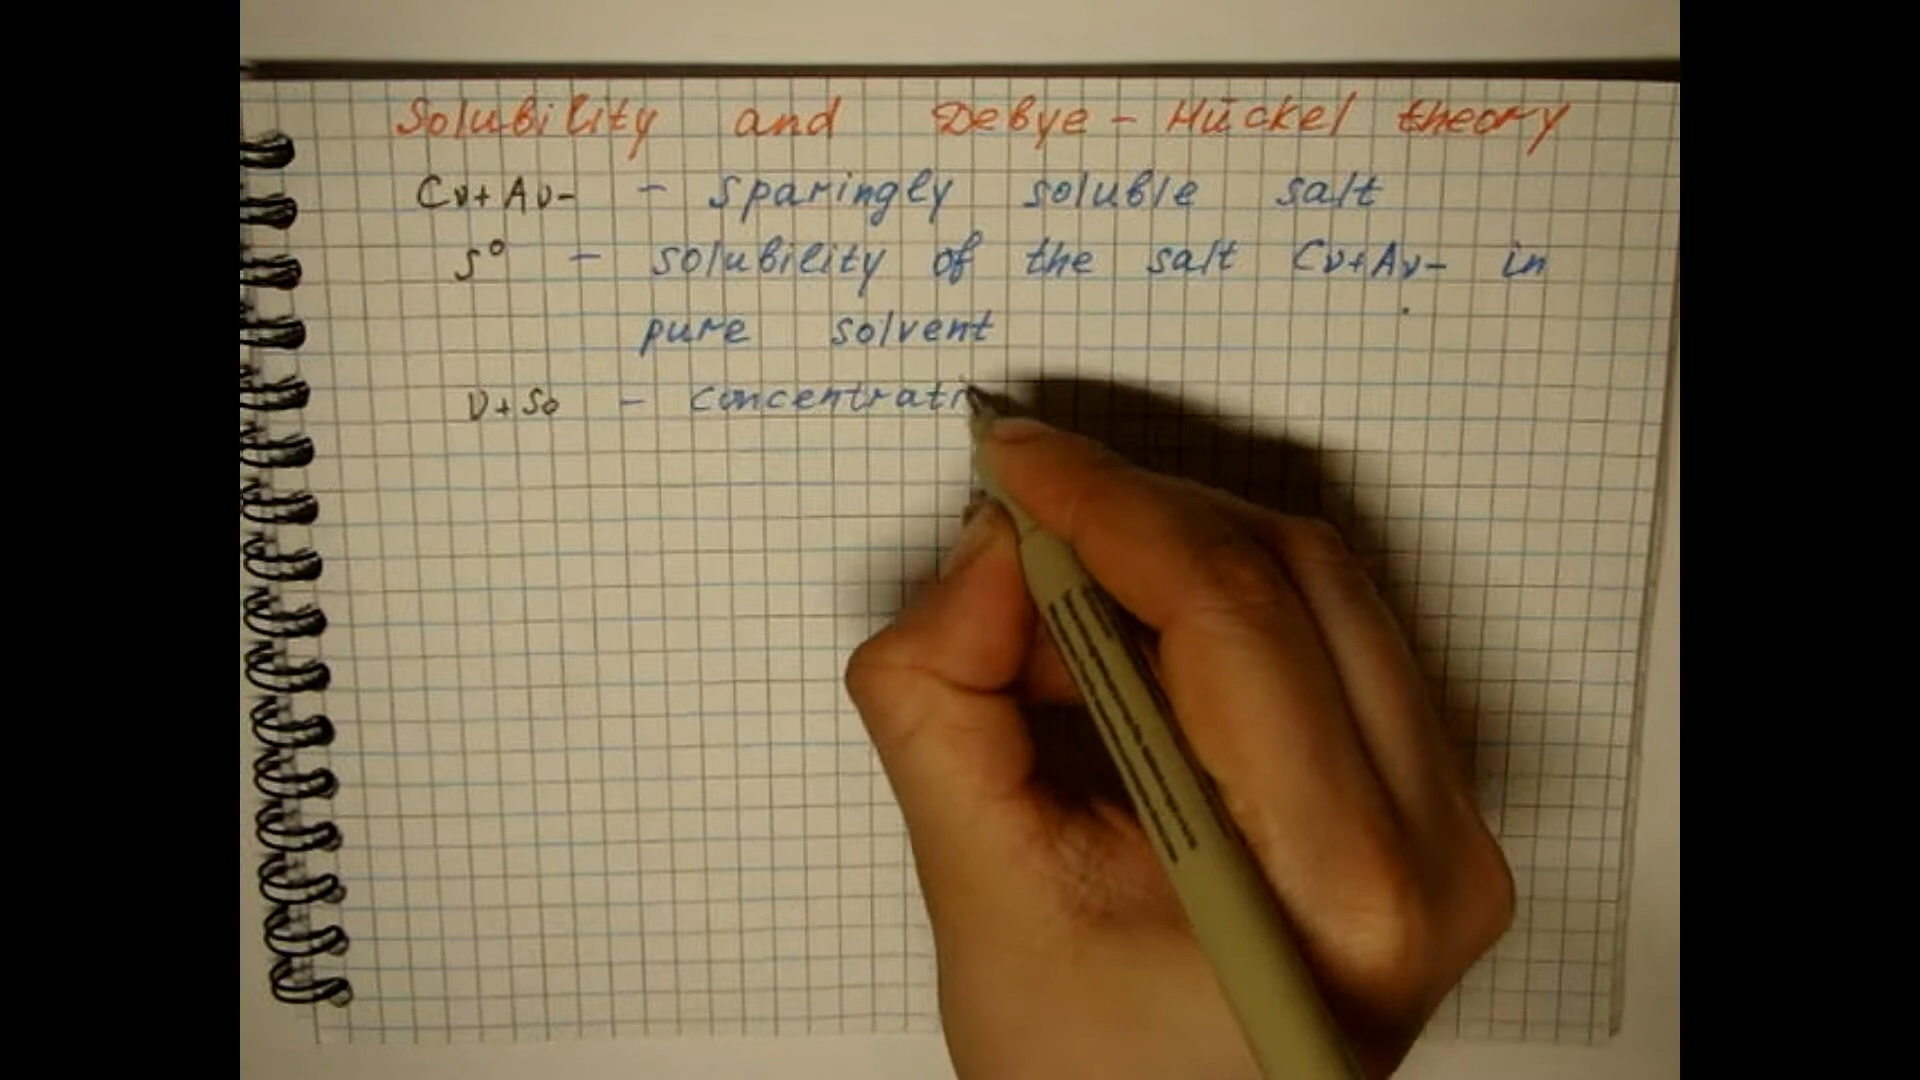 Solubility and Debye - Hückel theory
Cν+Aν- - sparingly soluble salt
s° - solubility of the salt Cν+Aν- in
pure solvent
ν+So - concentrati